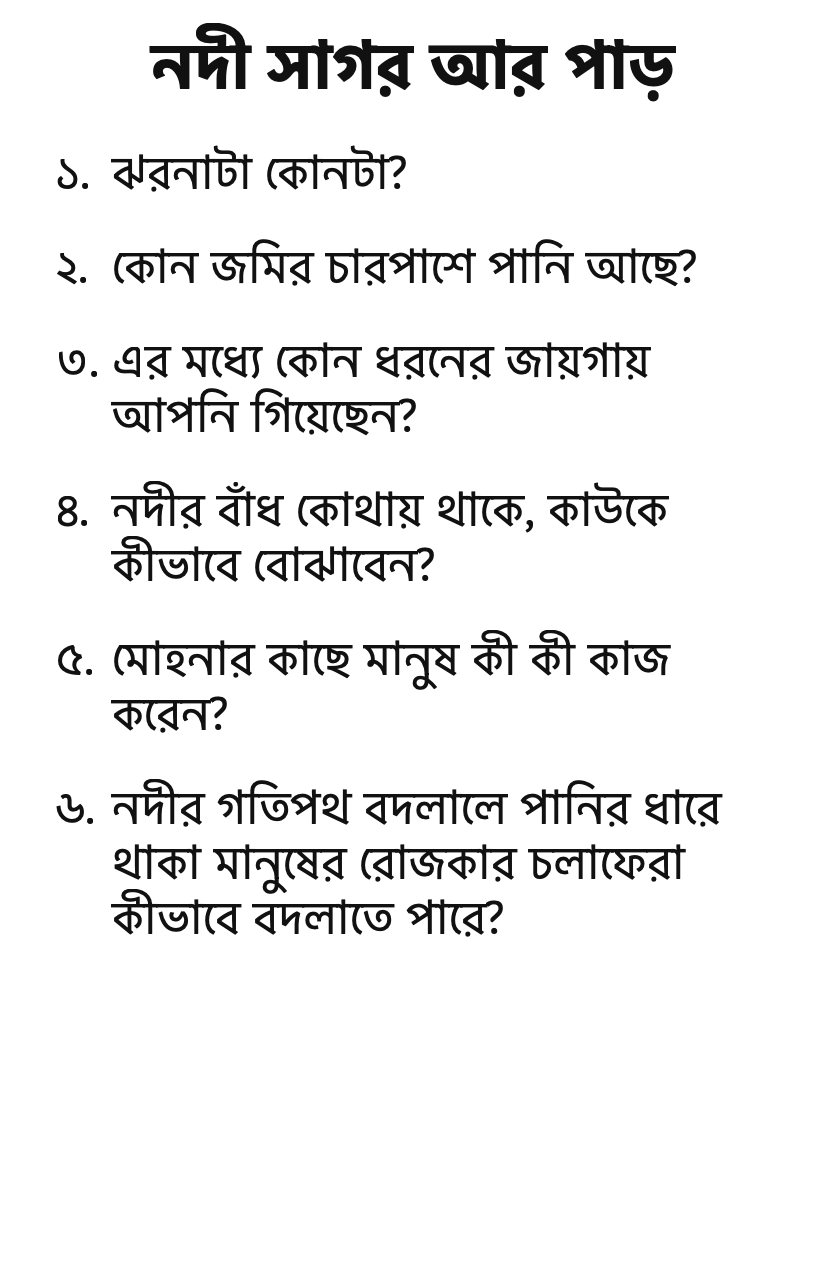 নদী সাগর আর পাড়
১. ঝরনাটা কোনটা?
২. কোন জমির চারপাশে পানি আছে?
৩. এর মধ্যে কোন ধরনের জায়গায়
আপনি গিয়েছেন?
৪. নদীর বাঁধ কোথায় থাকে, কাউকে
কীভাবে বোঝাবেন?
৫. মোহনার কাছে মানুষ কী কী কাজ
করেন?
৬. নদীর গতিপথ বদলালে পানির ধারে
থাকা মানুষের রোজকার চলাফেরা
কীভাবে বদলাতে পারে?